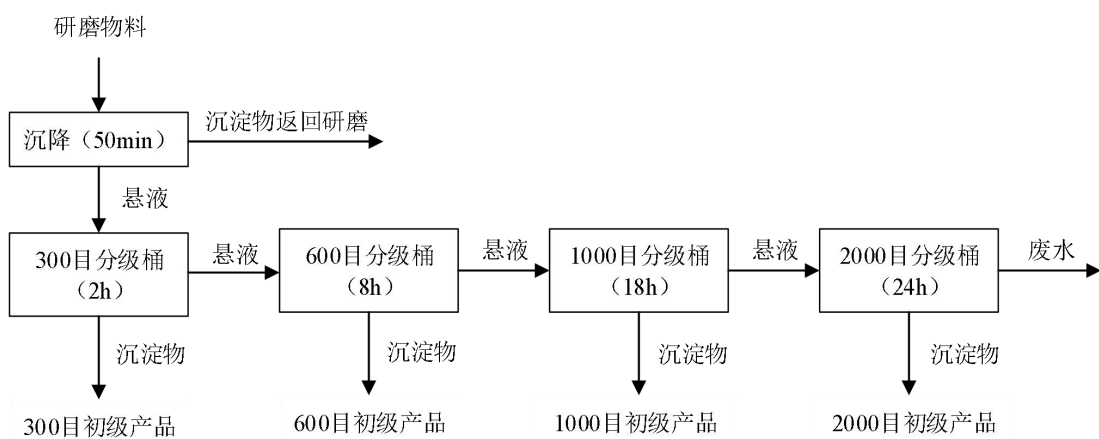 研磨物料
沉降（50min）
沉淀物返回研磨
悬液
300目分级桶
（2h）
悬液
600目分级桶
（8h）
悬液
1000目分级桶
（18h）
悬液
2000目分级桶
（24h）
废水
沉淀物
沉淀物
沉淀物
沉淀物
300目初级产品
600目初级产品
1000目初级产品
2000目初级产品